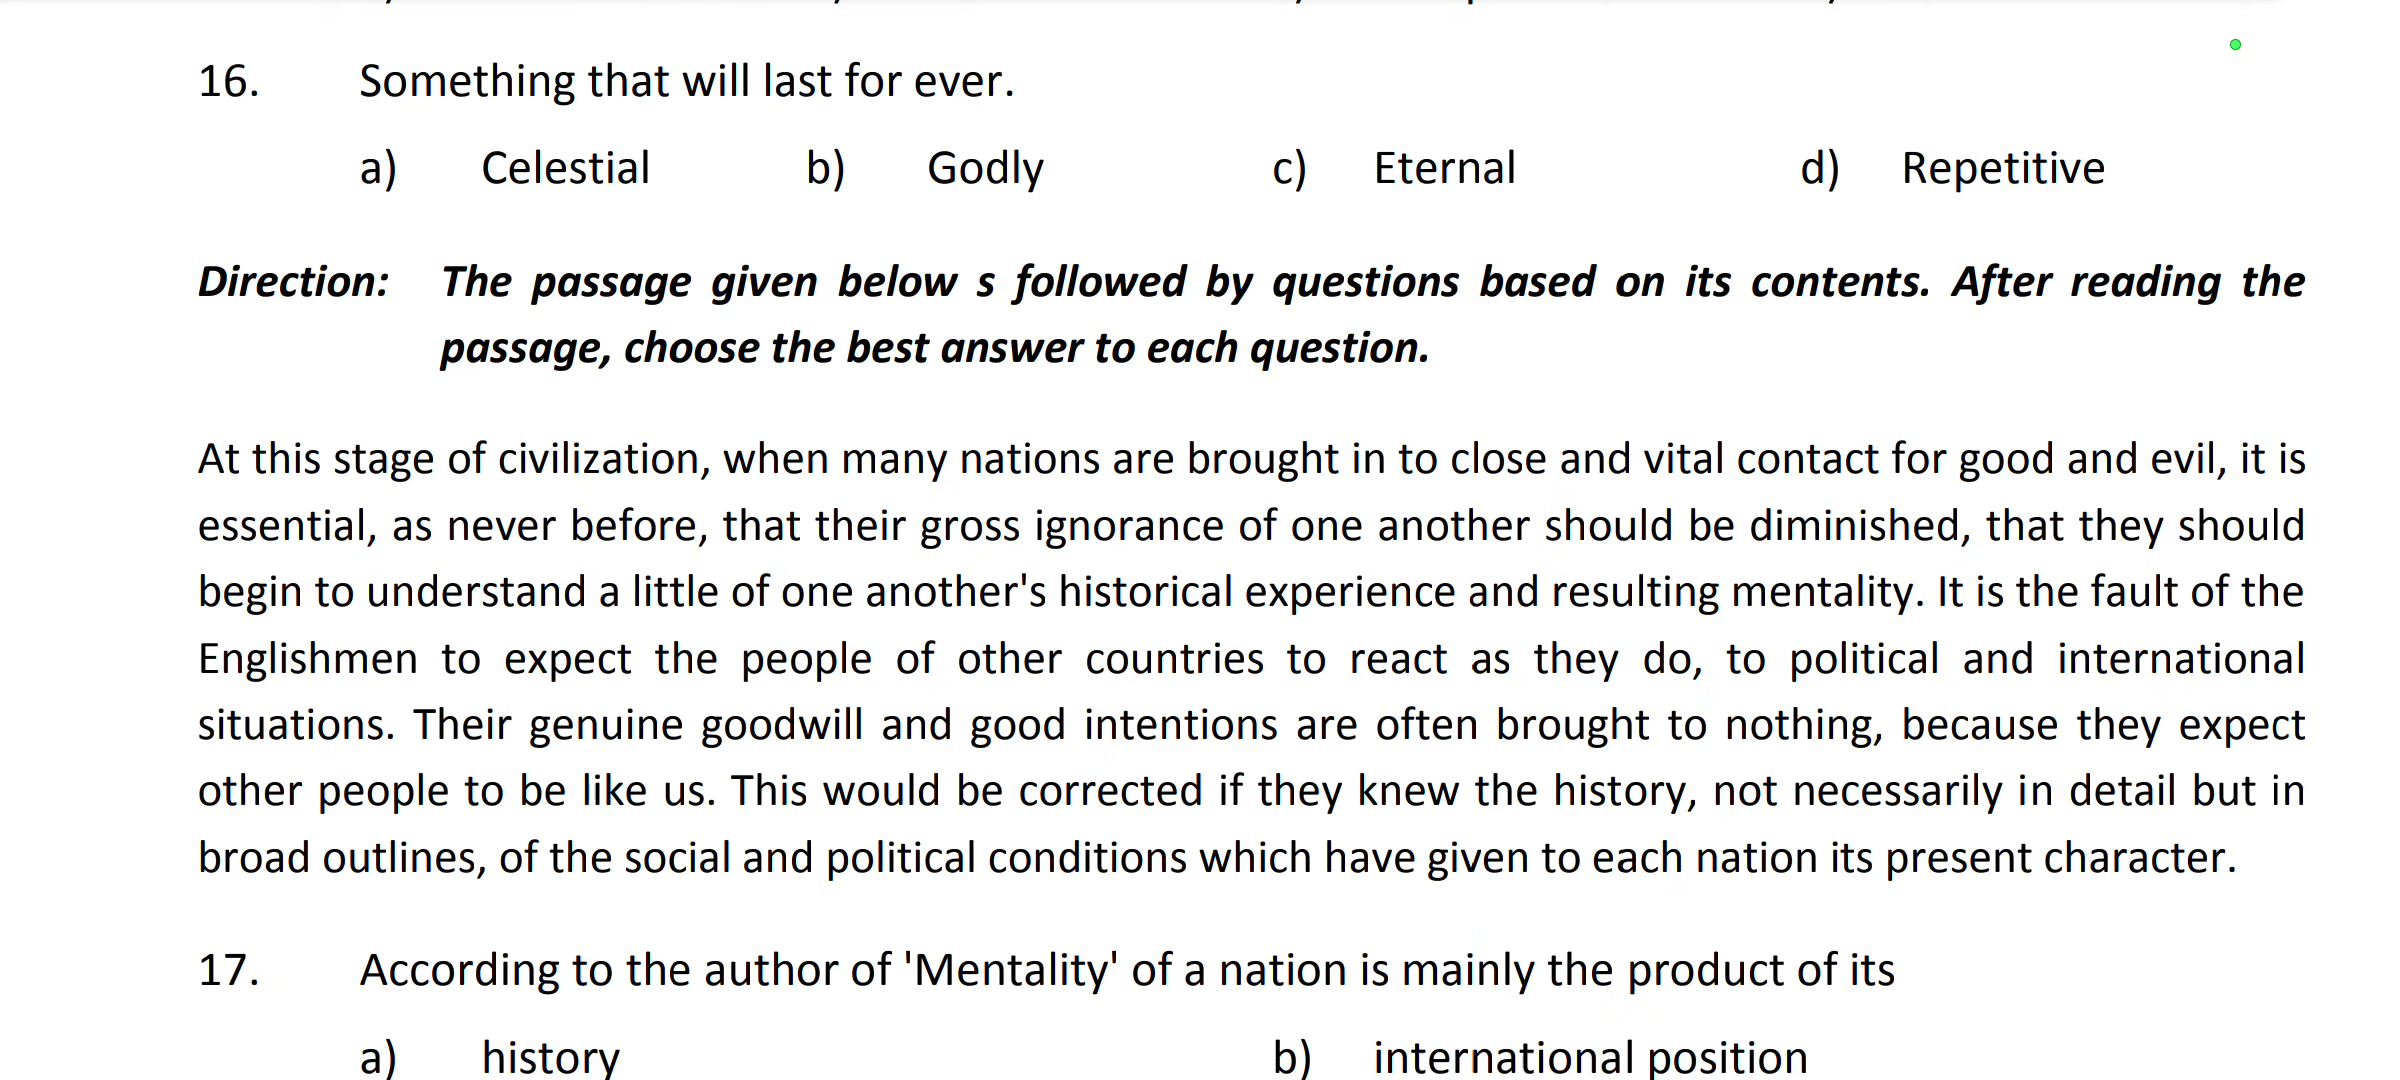 16. Something that will last for ever.
a) Celestial b) Godly c) Eternal d) Repetitive
Direction: The passage given below s followed by questions based on its contents. After reading the
passage, choose the best answer to each question.
At this stage of civilization, when many nations are brought in to close and vital contact for good and evil, it is
essential, as never before, that their gross ignorance of one another should be diminished, that they should
begin to understand a little of one another's historical experience and resulting mentality. It is the fault of the
Englishmen to expect the people of other countries to react as they do, to political and international
situations. Their genuine goodwill and good intentions are often brought to nothing, because they expect
other people to be like us. This would be corrected if they knew the history, not necessarily in detail but in
broad outlines, of the social and political conditions which have given to each nation its present character.
17. According to the author of 'Mentality' of a nation is mainly the product of its
a) history b) international position